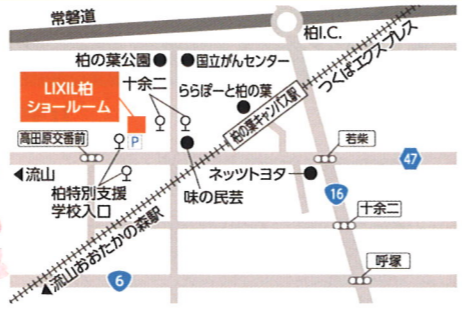 常磐道
柏I.C.
つくばエクスプレス
柏の葉公園
国立がんセンター
LIXIL柏
ショールーム
十余二
ららぽーと柏の葉
柏の葉キャンパス駅
P
高田原交番前
若柴
47
流山
柏特別支援
学校入口
味の民芸
ネッツトヨタ
16
十余二
流山おおたかの森駅
呼塚
6